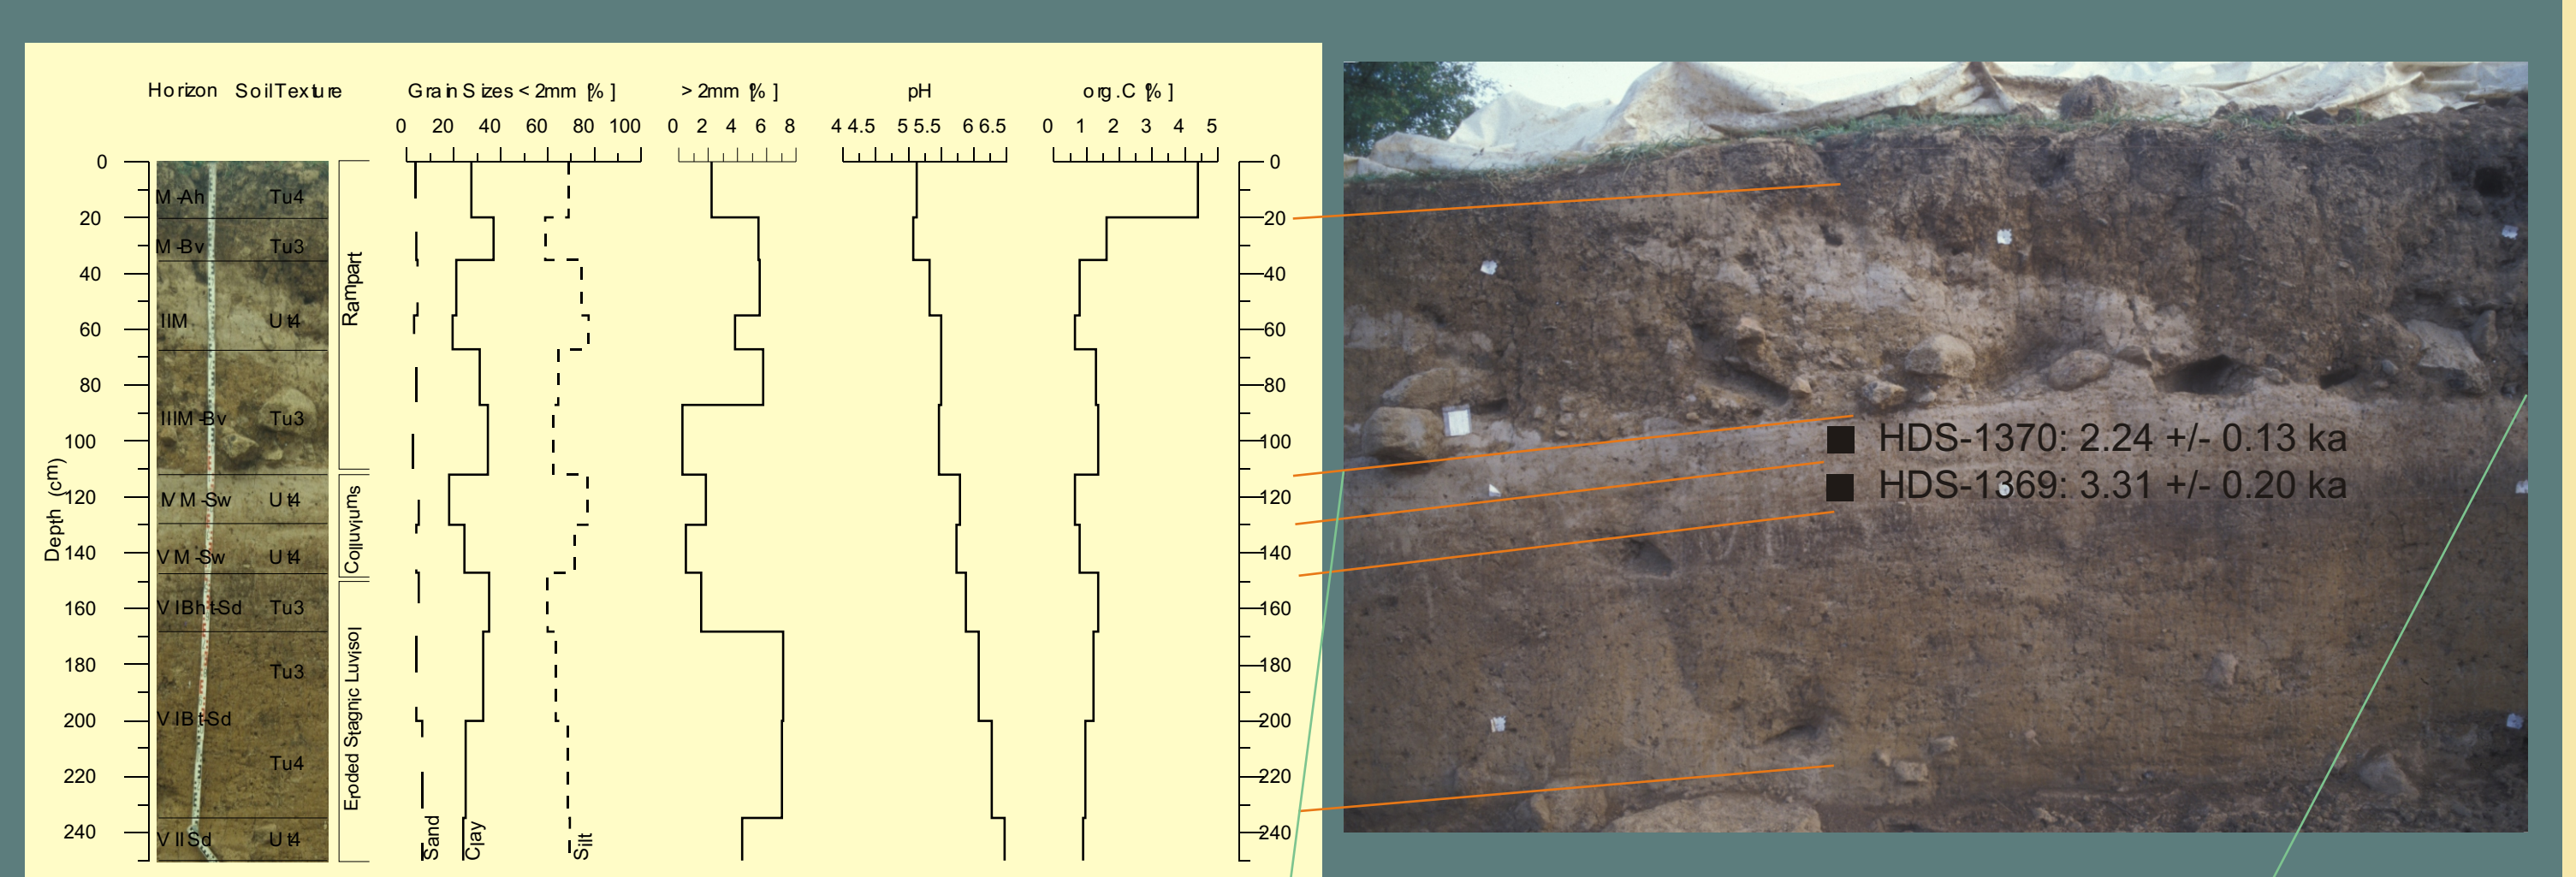 Horizon SoilTexture Grain Sizes < 2mm [%] > 2mm [%] pH org.C [%]
0 20 40 60 80 100 0 2 4 6 8 4 4.5 5 5.5 6 6.5 0 1 2 3 4 5
0 0
M-Ah Tu4
20 20
M-Bv Tu3
40 40
IIM Ut4
60 60
80 80
IIIM-Bv Tu3
100 100
120 120
IVM-Sw Ut4
140 140
VM-Sw Ut4
160 160
VIBht-Sd Tu3
180 180
Tu3
200 200
VIBt-Sd
220 220
Tu4
240 240
VIISd Ut4
Depth (cm)
Rampart
Colluviums
Eroded Stagnic Luvisol
Sand
Clay
Silt
HDS-1370: 2.24 +/- 0.13 ka
HDS-1369: 3.31 +/- 0.20 ka